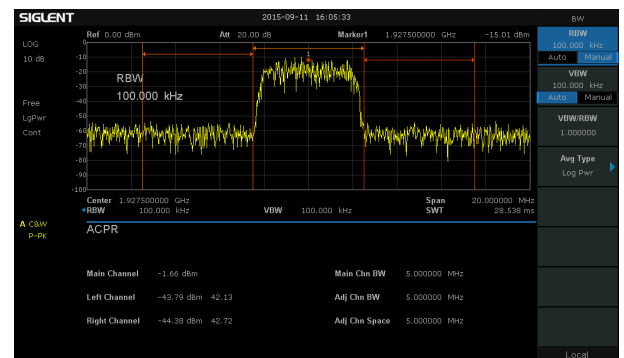 SIGLENT 2015-09-11 16:05:33 BW
Ref 0.00 dBm Att 20.00 dB Marker1 1.927500000 GHz -15.01 dBm
LOG
10 dB
Free
LgPwr
Cont
0
-10
-20
-30
-40
-50
-60
-70
-80
-90
-100
1
RBW
100.000 kHz
Center 1.927500000 GHz Span 20.000000 MHz
RBW 100.000 kHz VBW 100.000 kHz SWT 28.538 ms
A C&W
P-PK
ACPR
Main Channel -1.66 dBm Main Chn BW 5.000000 MHz
Left Channel -43.79 dBm 42.13 Adj Chn BW 5.000000 MHz
Right Channel -44.38 dBm 42.72 Adj Chn Space 5.000000 MHz
RBW
100.000 kHz
Auto Manual
VBW
100.000 kHz
Auto Manual
VBW/RBW
1.000000
Avg Type
Log Pwr
Local